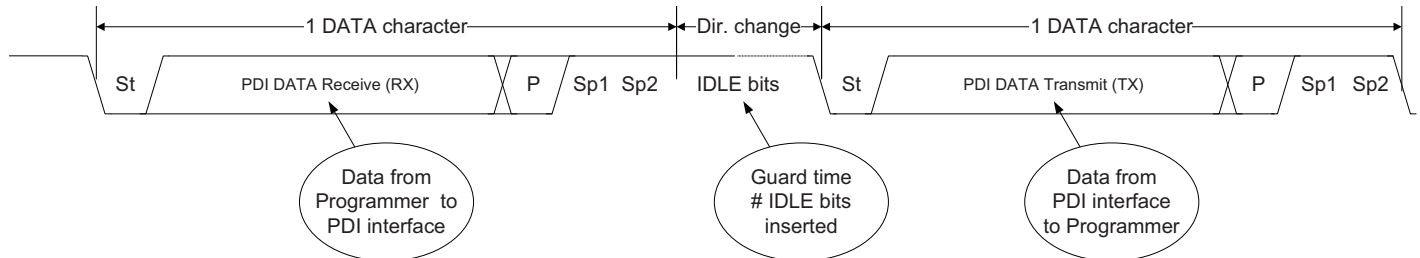 1 DATA character
Dir. change
1 DATA character
St
PDI DATA Receive (RX)
P
Sp1
Sp2
IDLE bits
St
PDI DATA Transmit (TX)
P
Sp1
Sp2
Data from
Programmer to
PDI interface
Guard time
# IDLE bits
inserted
Data from
PDI interface
to Programmer